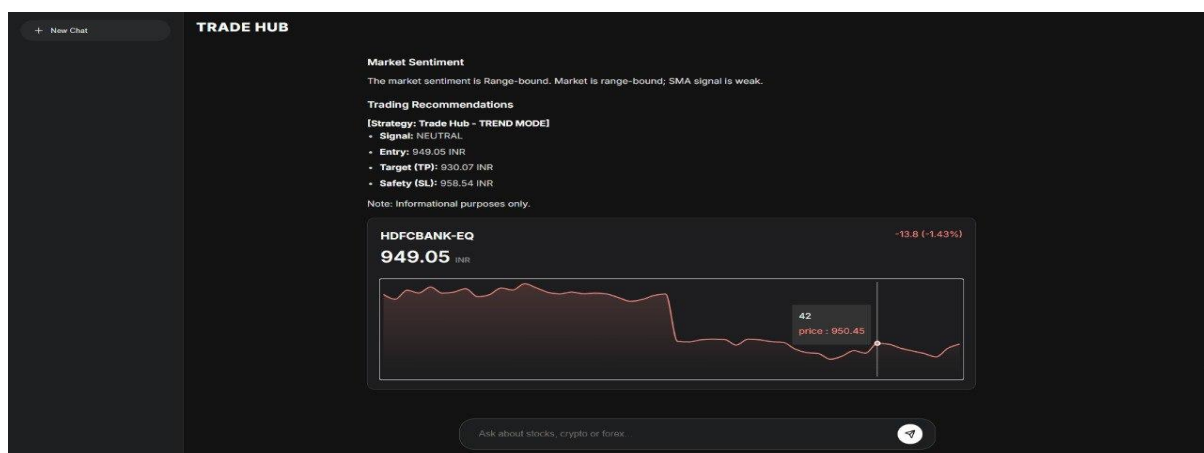 + New Chat
TRADE HUB
Market Sentiment
The market sentiment is Range-bound. Market is range-bound; SMA signal is weak.
Trading Recommendations
[Strategy: Trade Hub - TREND MODE]
• Signal: NEUTRAL
• Entry: 949.05 INR
• Target (TP): 930.07 INR
• Safety (SL): 958.54 INR
Note: Informational purposes only.
HDFCBANK-EQ
-13.8 (-1.43%)
949.05 INR
42
price : 950.45
Ask about stocks, crypto or forex.